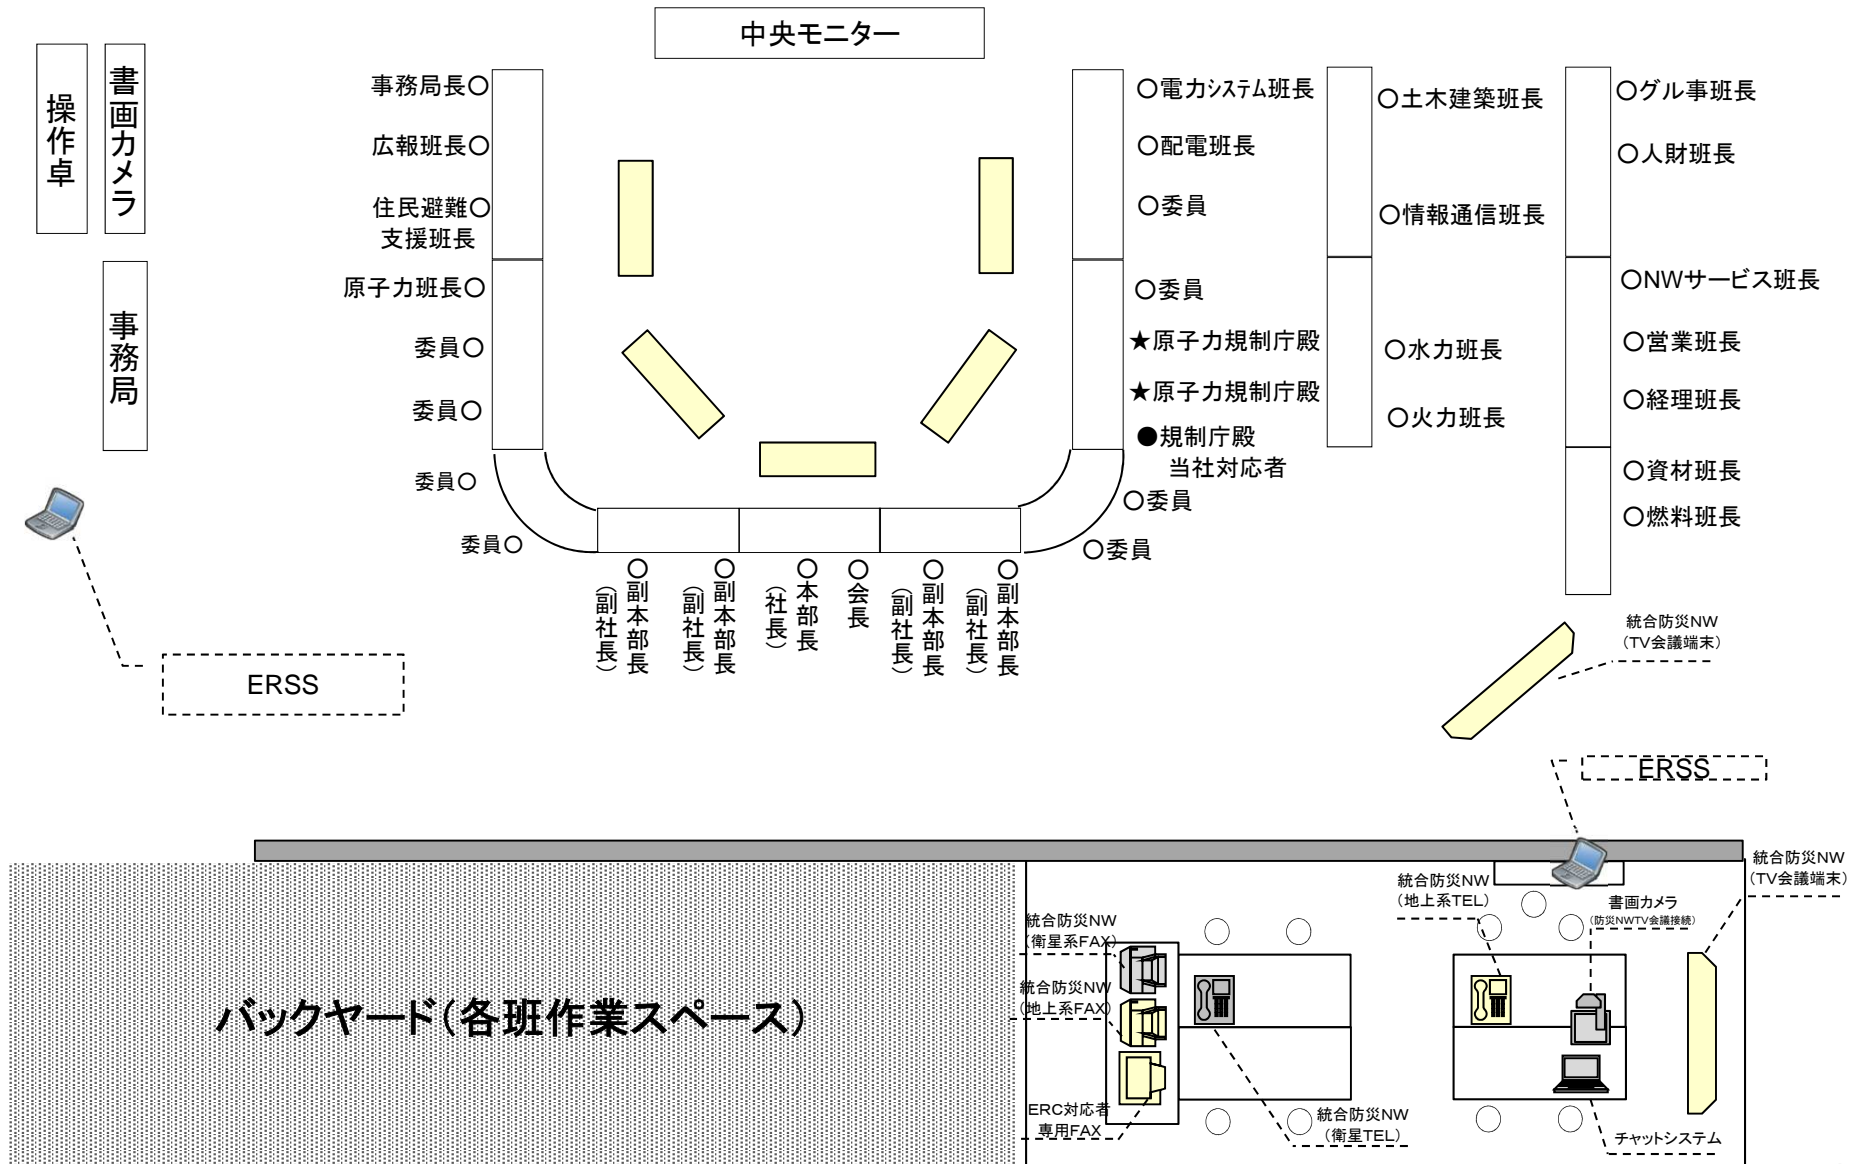 中央モニター
操作卓
書画カメラ
事務局
事務局長○
広報班長○
住民避難○
支援班長
原子力班長○
委員○
委員○
委員○
委員○
○電力システム班長
○配電班長
○委員
○委員
★原子力規制庁殿
★原子力規制庁殿
●規制庁殿
当社対応者
○委員
○委員
○土木建築班長
○情報通信班長
○水力班長
○火力班長
○グル事班長
○人財班長
○NWサービス班長
○営業班長
○経理班長
○資材班長
○燃料班長
○副本部長
（副社長）
○副本部長
（副社長）
○本部長
（社長）
○会長
○副本部長
（副社長）
○副本部長
（副社長）
ERSS
統合防災NW
（TV会議端末）
ERSS
統合防災NW
（TV会議端末）
統合防災NW
（地上系TEL）
書画カメラ
（防災NWTV会議接続）
統合防災NW
（衛星系FAX）
統合防災NW
（地上系FAX）
バックヤード（各班作業スペース）
ERC対応者
専用FAX
統合防災NW
（衛星TEL）
チャットシステム